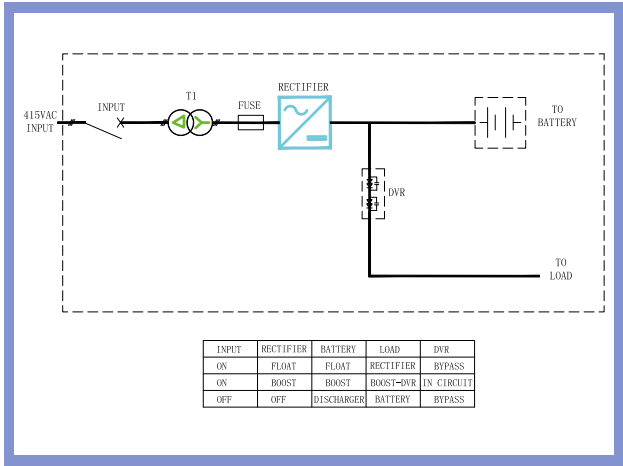 RECTIFIER
T1
INPUT
FUSE
415VAC
INPUT
TO
BATTERY
DVR
TO
LOAD
INPUT RECTIFIER BATTERY LOAD DVR
ON FLOAT FLOAT RECTIFIER BYPASS
ON BOOST BOOST BOOST-DVR IN CIRCUIT
OFF OFF DISCHARGER BATTERY BYPASS